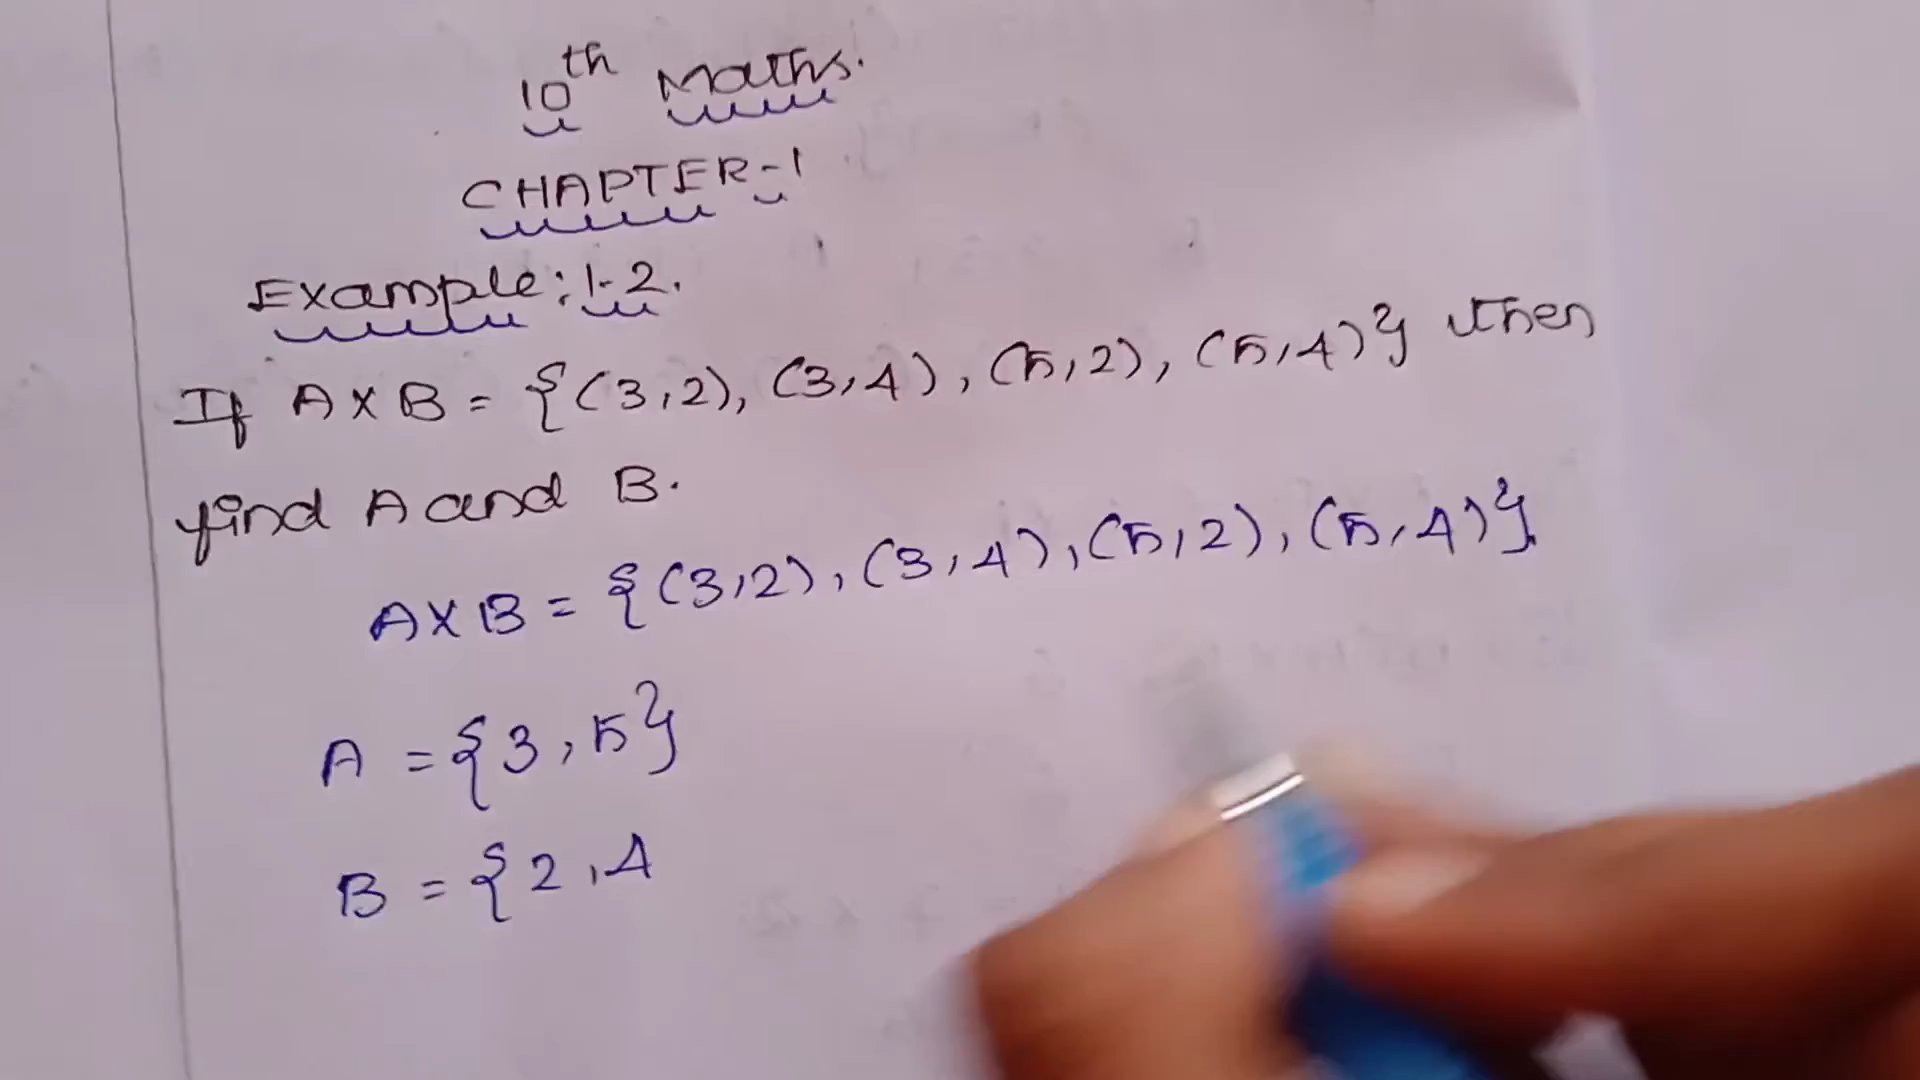 10th Maths.
CHAPTER-1
Example: 1.2.
If A X B = {(3,2), (3,4), (5,2), (5,4)} then
find A and B.
A X B = {(3,2), (3,4), (5,2), (5,4)}
A = {3,5}
B = {2,4